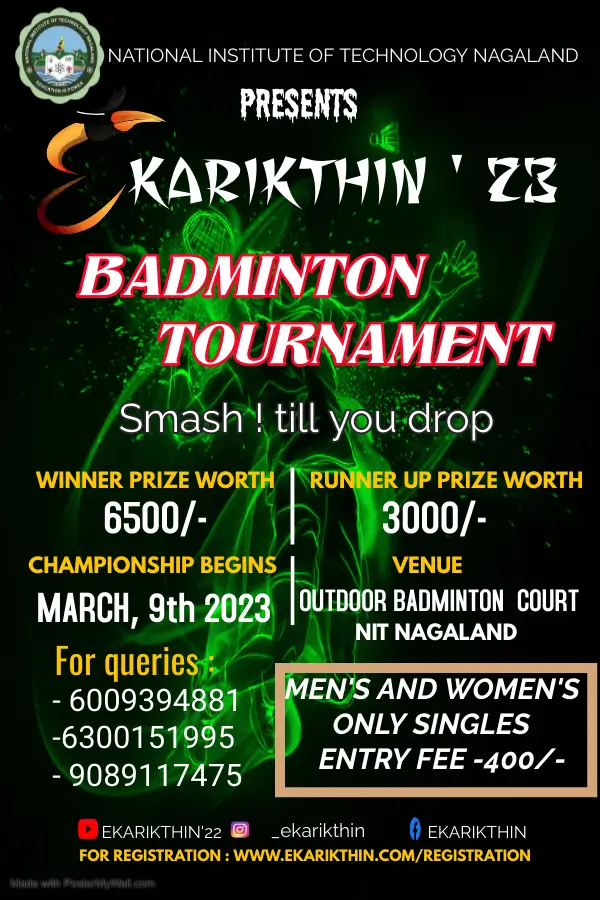 NATIONAL INSTITUTE OF TECHNOLOGY NAGALAND
PRESENTS
EKARIKTHIN ' 23
BADMINTON
TOURNAMENT
Smash ! till you drop
WINNER PRIZE WORTH
6500/-
RUNNER UP PRIZE WORTH
3000/-
CHAMPIONSHIP BEGINS
MARCH, 9th 2023
VENUE
OUTDOOR BADMINTON COURT
NIT NAGALAND
For queries :
- 6009394881
-6300151995
- 9089117475
MEN'S AND WOMEN'S
ONLY SINGLES
ENTRY FEE -400/-
EKARIKTHIN'22 _ekarikthin EKARIKTHIN
FOR REGISTRATION : WWW.EKARIKTHIN.COM/REGISTRATION
Made with PosterMyWall.com